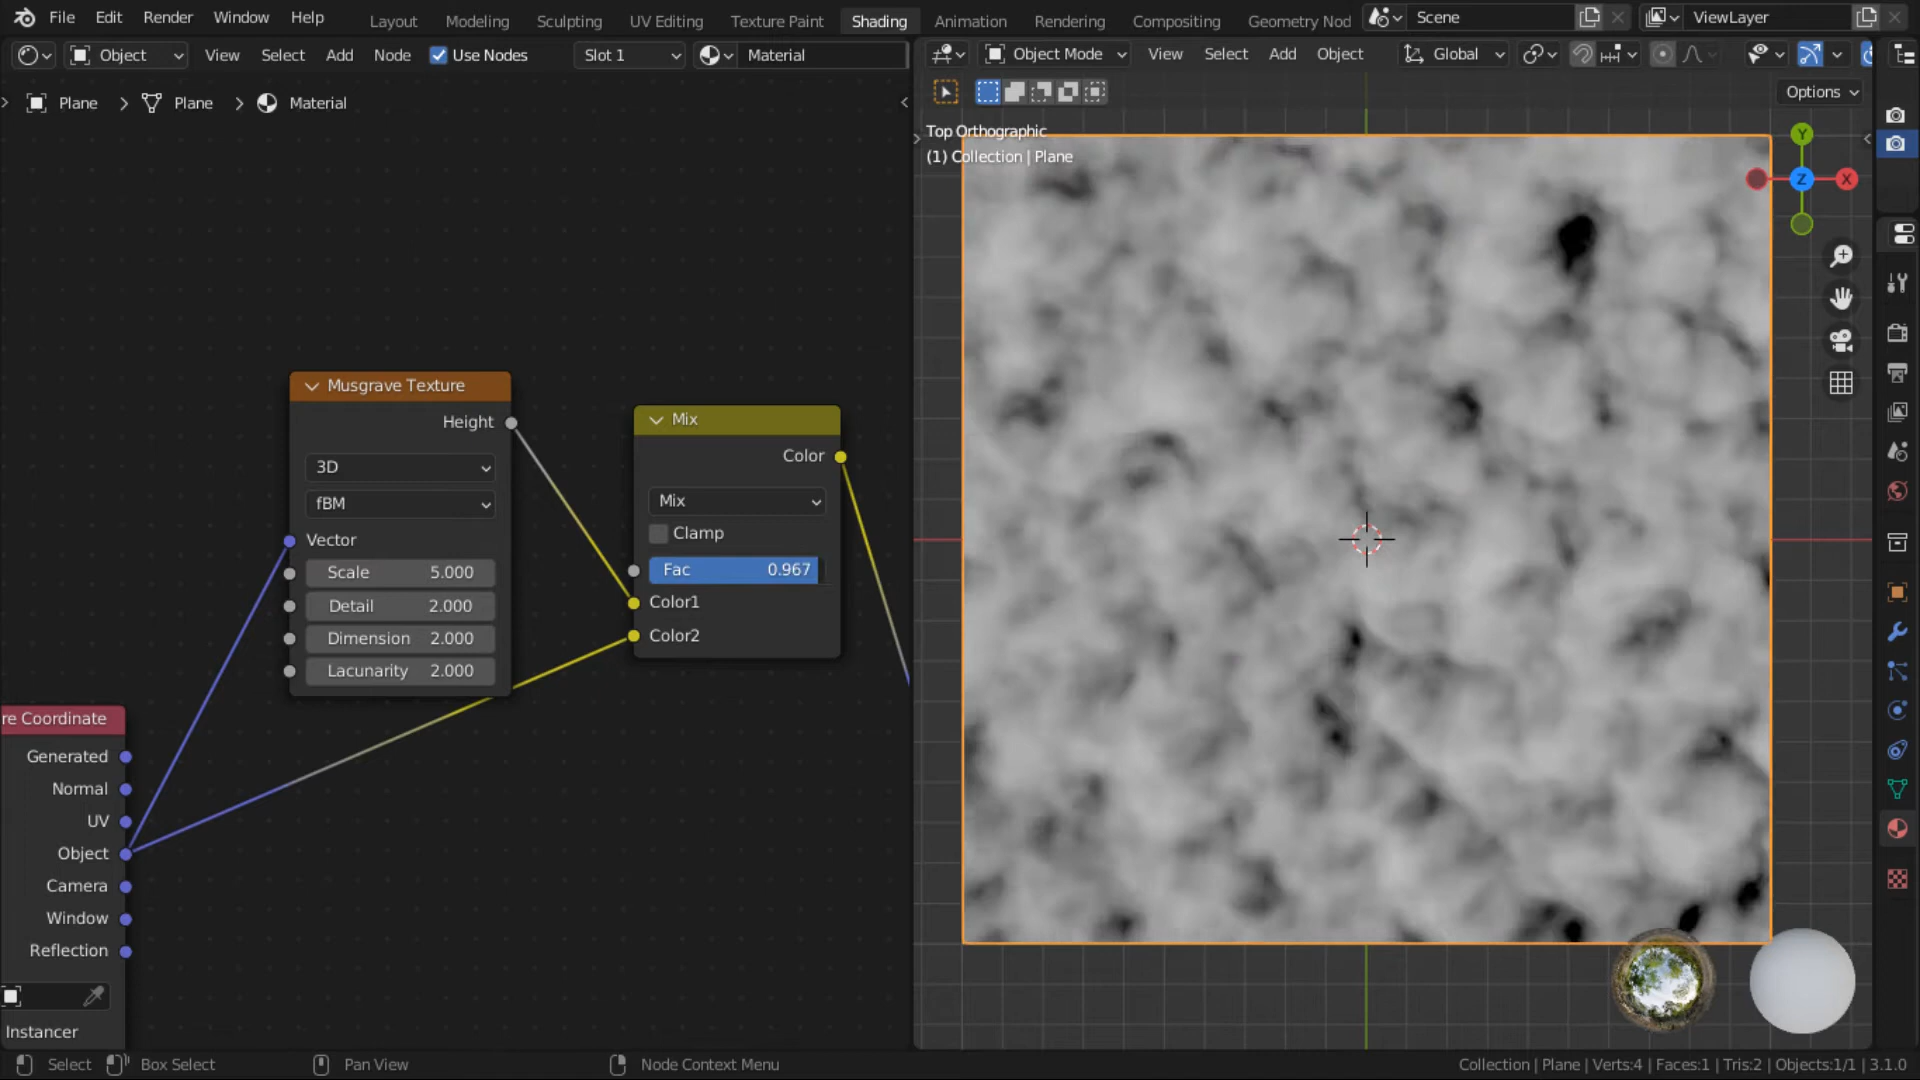 File Edit Render Window Help Layout Modeling Sculpting UV Editing Texture Paint Shading Animation Rendering Compositing Geometry Nod Scene ViewLayer
Object View Select Add Node Use Nodes Slot 1 Material
Object Mode View Select Add Object Global
Options
Plane Plane Material
Top Orthographic
(1) Collection | Plane
Y
X
Z
Musgrave Texture
Height
3D
fBM
Vector
Scale 5.000
Detail 2.000
Dimension 2.000
Lacunarity 2.000
Mix
Color
Mix
Clamp
Fac 0.967
Color1
Color2
re Coordinate
Generated
Normal
UV
Object
Camera
Window
Reflection
Instancer
Select Box Select Pan View Node Context Menu Collection | Plane | Verts:4 | Faces:1 | Tris:2 | Objects:1/1 | 3.1.0